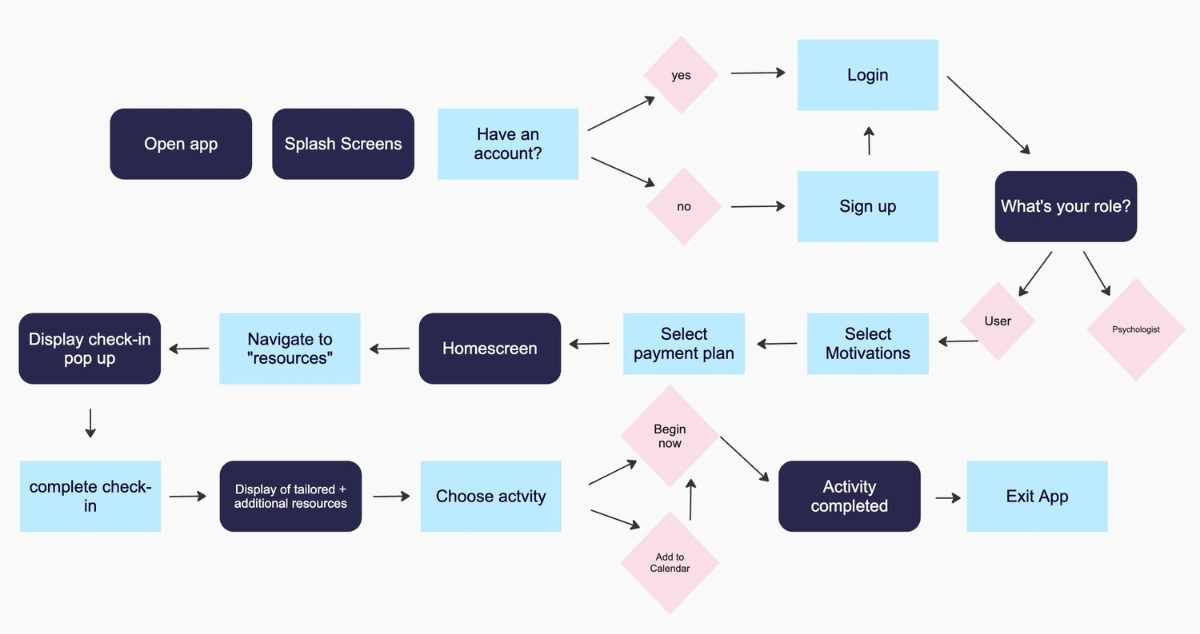 yes
Login
Open app
Splash Screens
Have an
account?
no
Sign up
What's your role?
User
Psychologist
Select
Motivations
Select
payment plan
Homescreen
Navigate to
"resources"
Display check-in
pop up
complete check-
in
Display of tailored +
additional resources
Choose actvity
Begin
now
Add to
Calendar
Activity
completed
Exit App